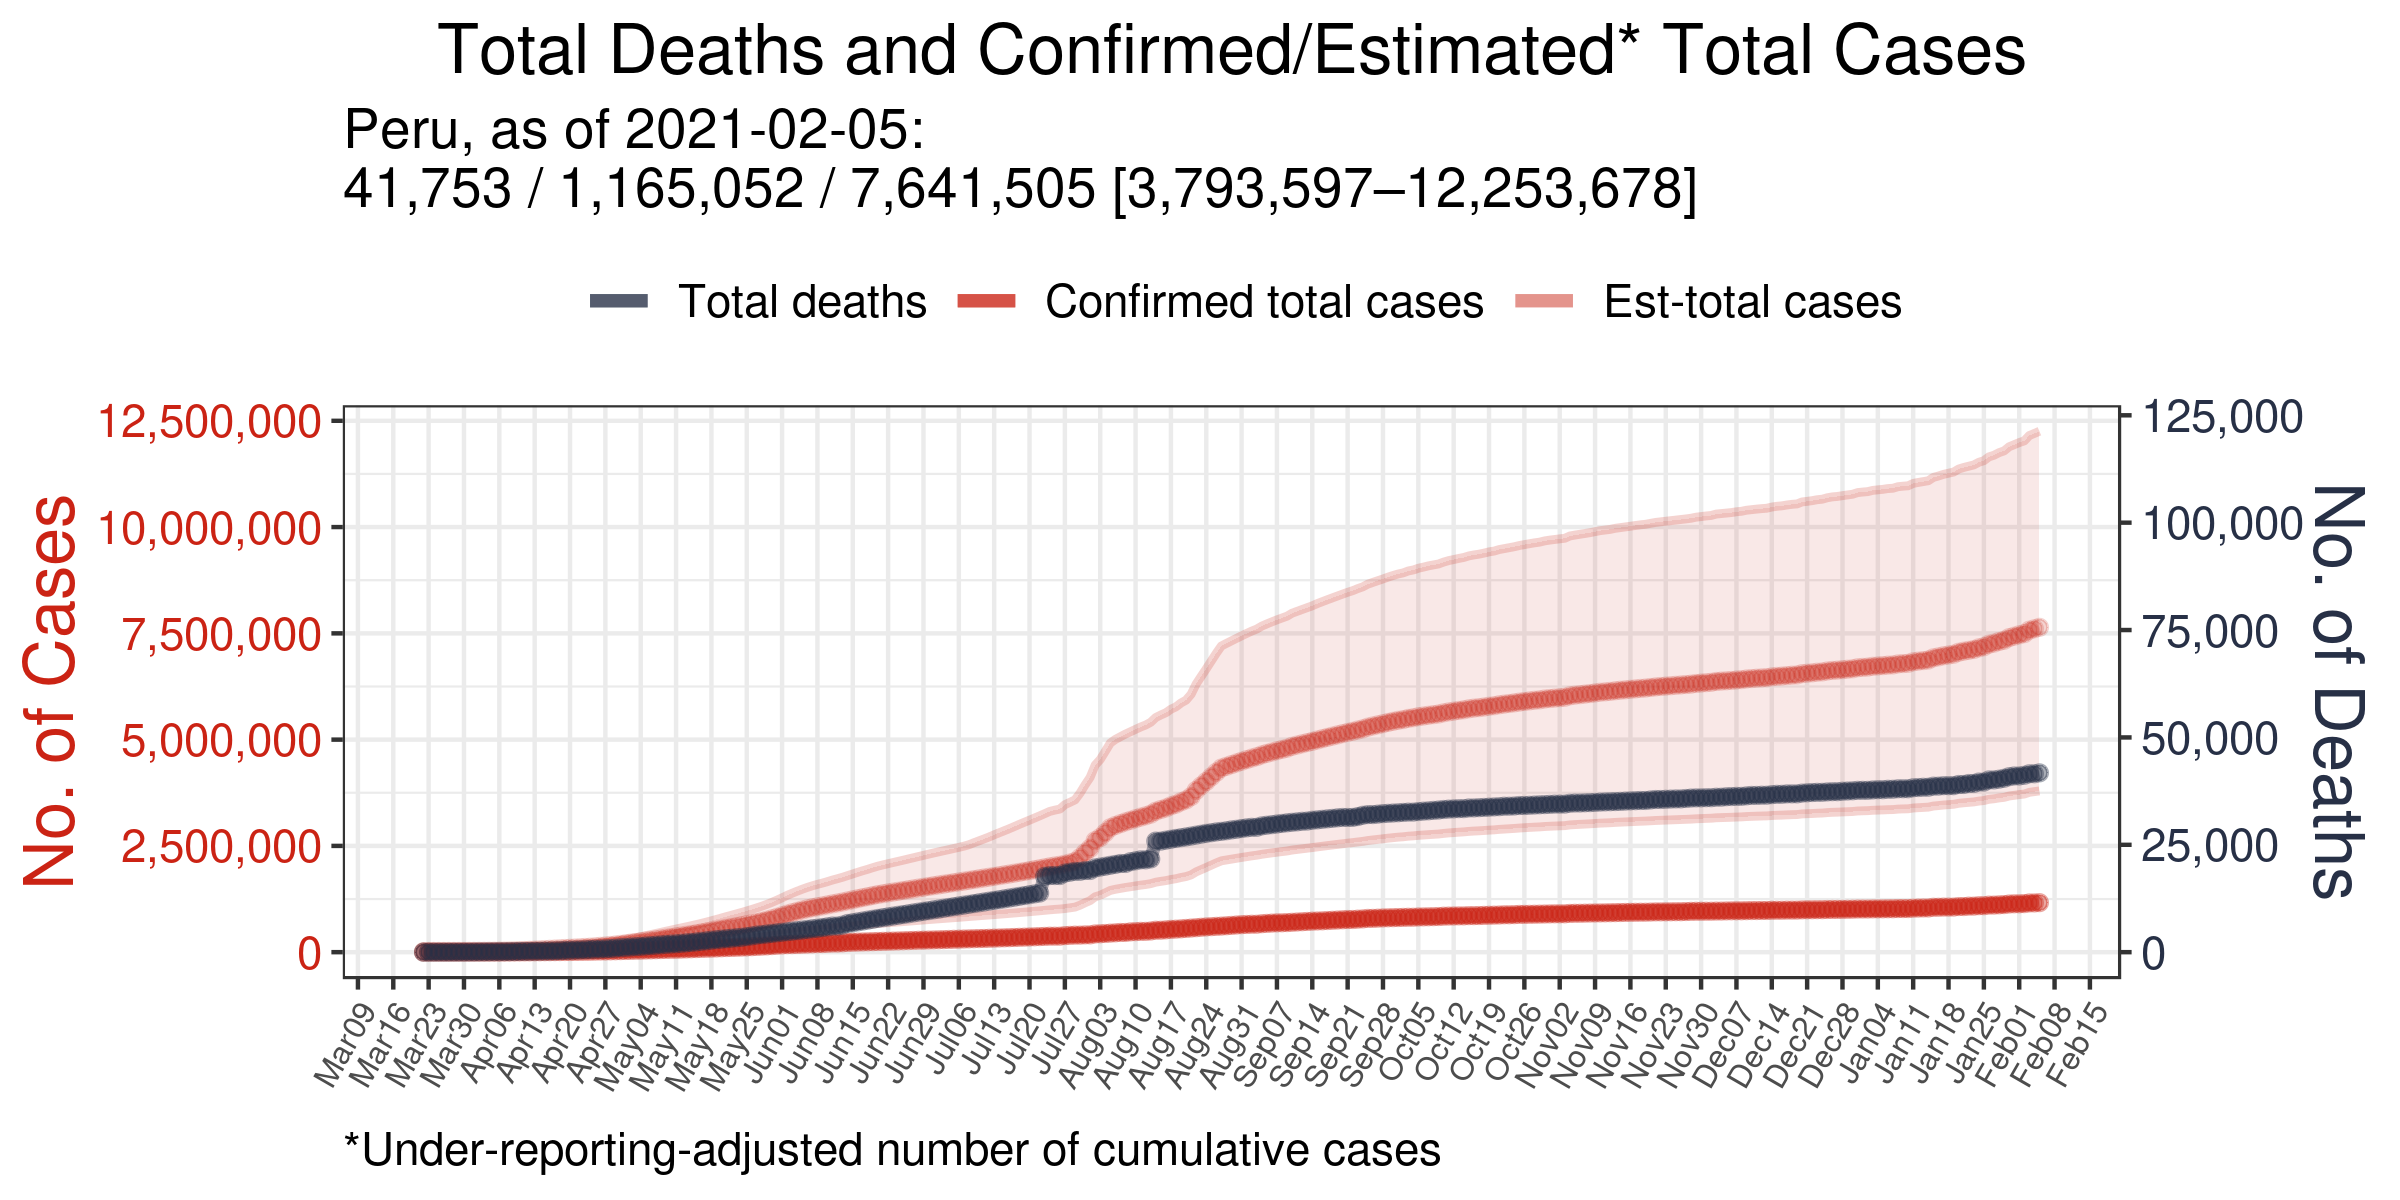 Total Deaths and Confirmed/Estimated* Total Cases
Peru, as of 2021-02-05:
41,753 / 1,165,052 / 7,641,505 [3,793,597–12,253,678]
Total deaths
Confirmed total cases
Est-total cases
No. of Cases
12,500,000
10,000,000
7,500,000
5,000,000
2,500,000
0
125,000
100,000
75,000
50,000
25,000
0
No. of Deaths
Mar09
Mar16
Mar23
Mar30
Apr06
Apr13
Apr20
Apr27
May04
May11
May18
May25
Jun01
Jun08
Jun15
Jun22
Jun29
Jul06
Jul13
Jul20
Jul27
Aug03
Aug10
Aug17
Aug24
Aug31
Sep07
Sep14
Sep21
Sep28
Oct05
Oct12
Oct19
Oct26
Nov02
Nov09
Nov16
Nov23
Nov30
Dec07
Dec14
Dec21
Dec28
Jan04
Jan11
Jan18
Jan25
Feb01
Feb08
Feb15
*Under-reporting-adjusted number of cumulative cases